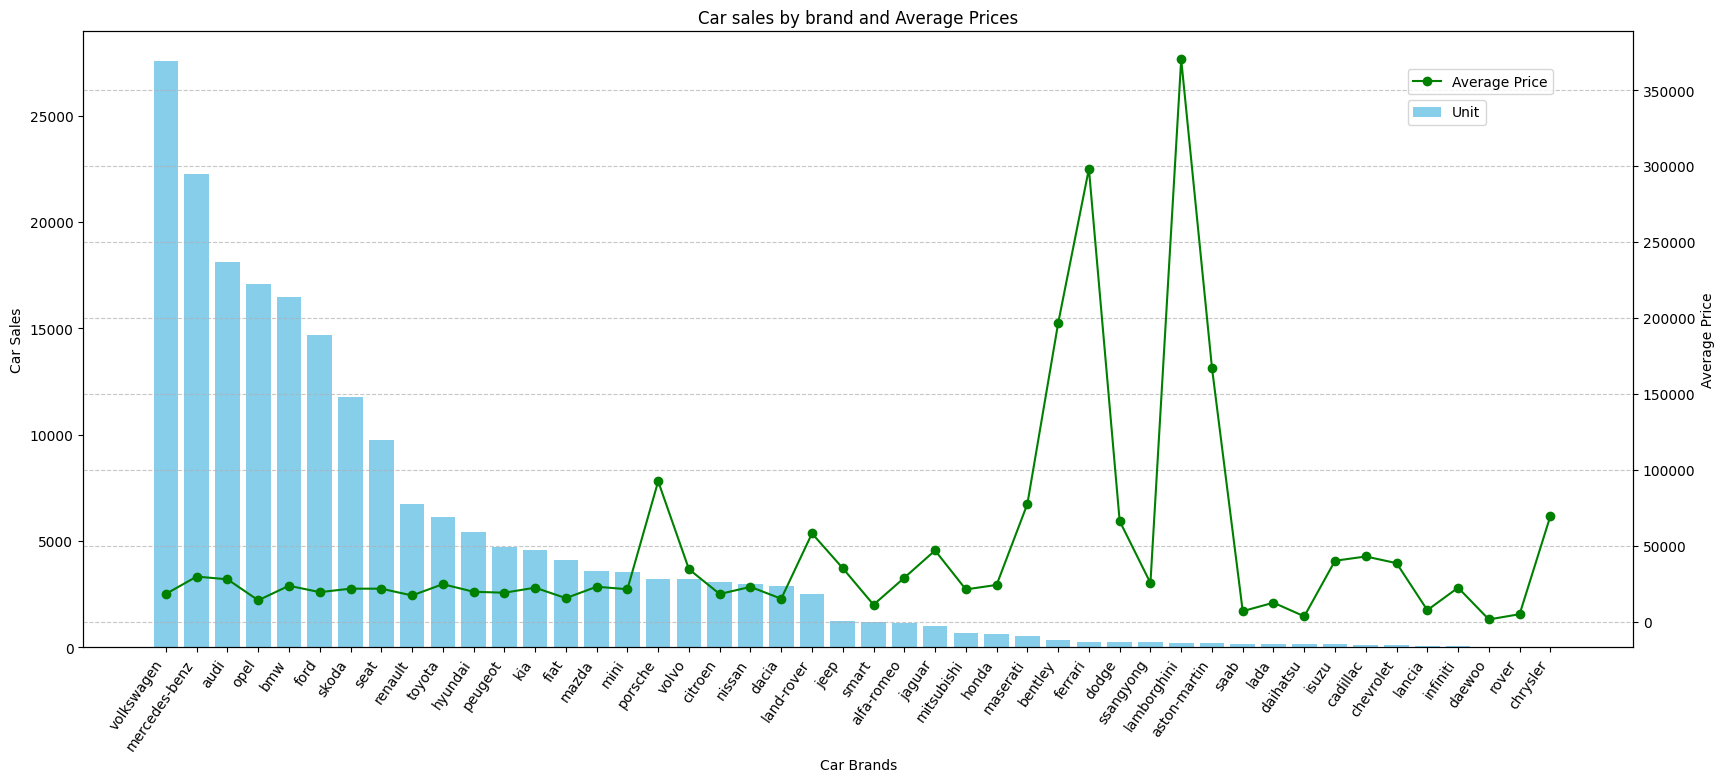 Car sales by brand and Average Prices
Average Price
Unit
25000
20000
15000
10000
5000
0
Car Sales
350000
300000
250000
200000
150000
100000
50000
0
Average Price
volkswagen
mercedes-benz
audi
opel
bmw
ford
skoda
seat
renault
toyota
hyundai
peugeot
kia
fiat
mazda
mini
porsche
volvo
citroen
nissan
dacia
land-rover
jeep
smart
alfa-romeo
jaguar
mitsubishi
honda
maserati
bentley
ferrari
dodge
ssangyong
lamborghini
aston-martin
saab
lada
daihatsu
isuzu
cadillac
chevrolet
lancia
infiniti
daewoo
rover
chrysler
Car Brands